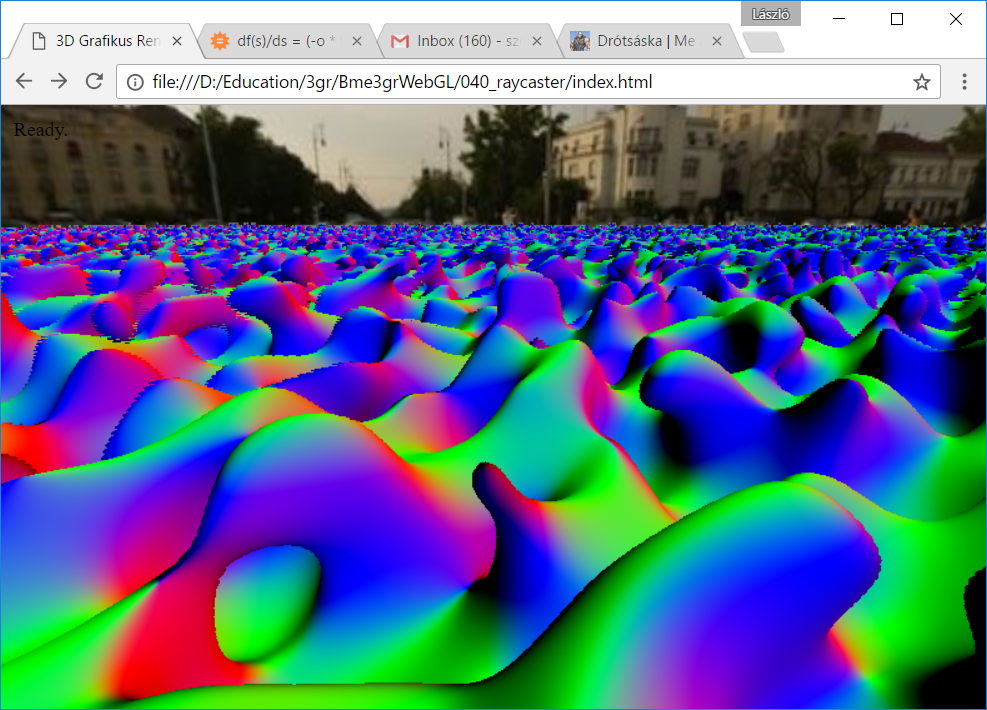 László
3D Grafikus Ren
df(s)/ds = (-o *
Inbox (160) - sz
Drótsáska | Me
file:///D:/Education/3gr/Bme3grWebGL/040_raycaster/index.html
Ready.